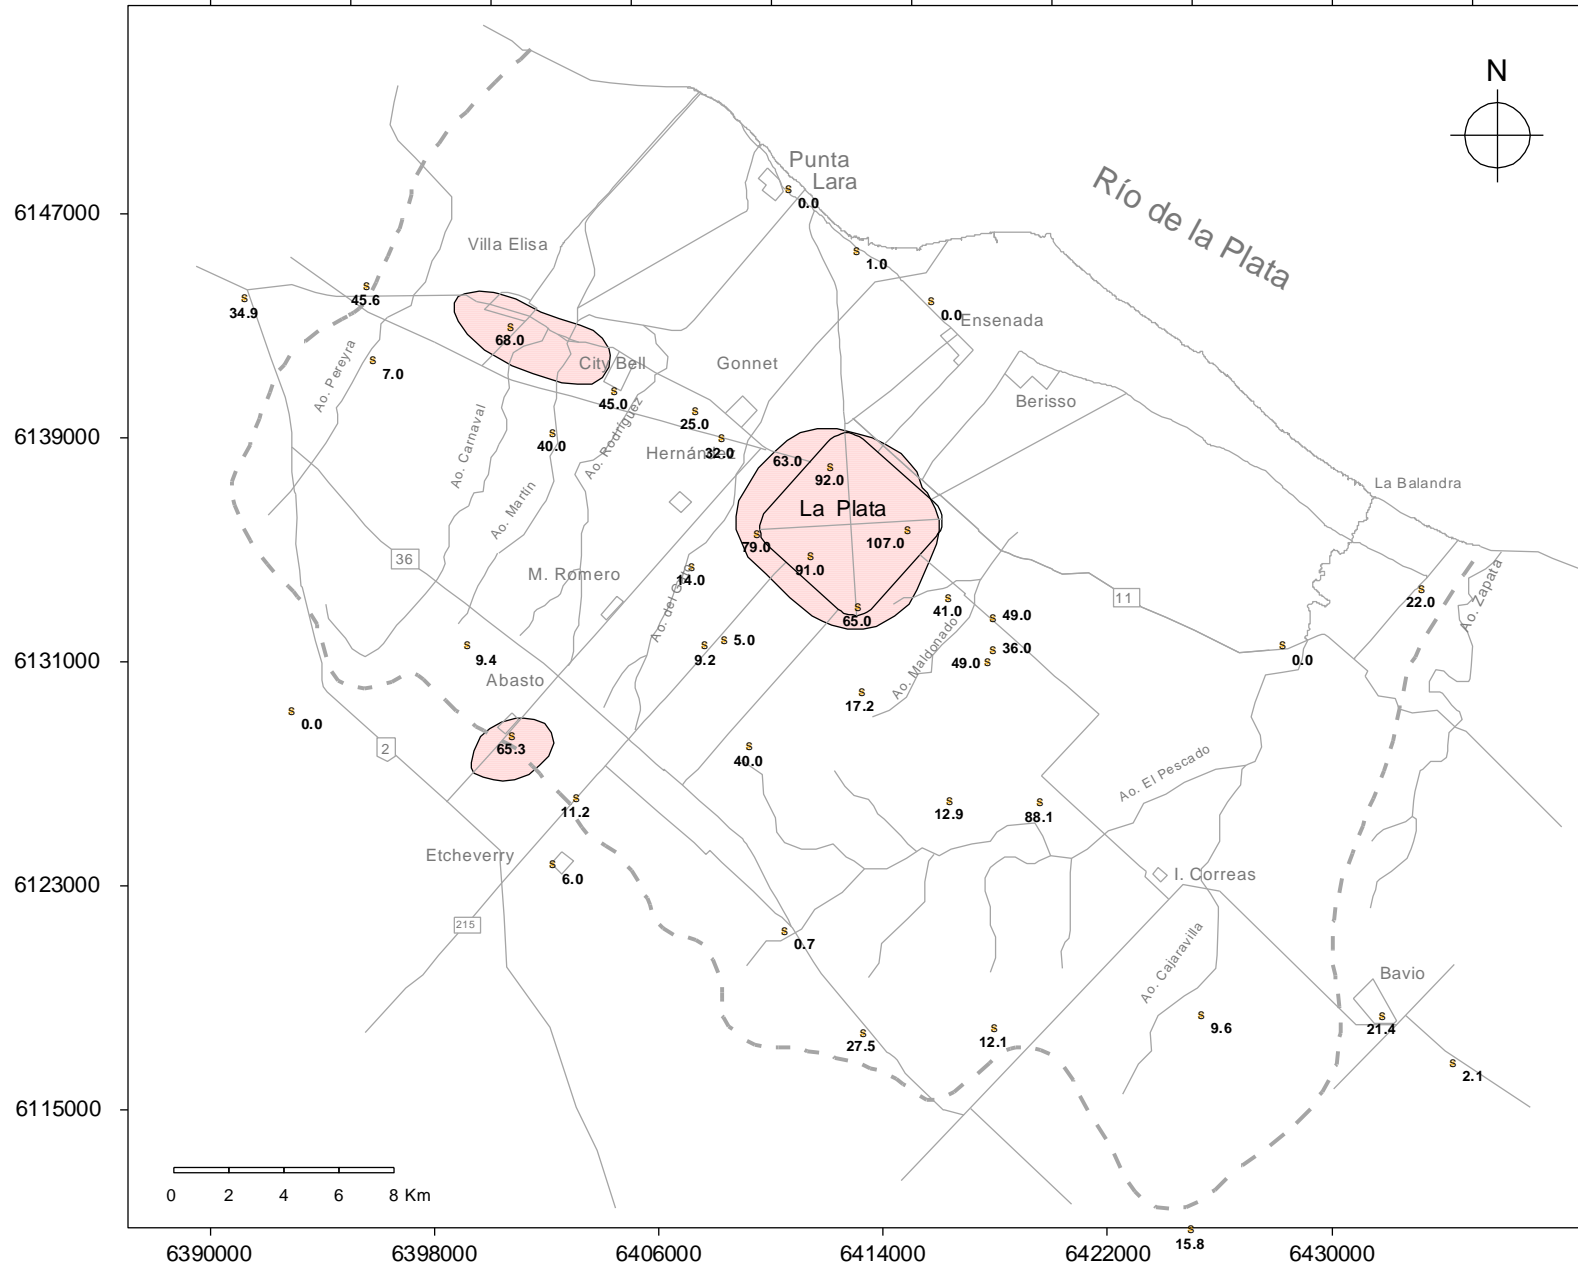 N
Punta
Lara
0.0
Río de la Plata
6147000
Villa Elisa
1.0
45.6
34.9
0.0
Ensenada
68.0
City Bell
Gonnet
7.0
Ao. Pereyra
45.0
Berisso
25.0
6139000
40.0
Ao. Carnaval
Ao. Rodríguez
Hernández
32.0
63.0
92.0
La Balandra
Ao. Martín
La Plata
107.0
79.0
91.0
36
M. Romero
14.0
Ao. del Gato
65.0
41.0
49.0
11
22.0
Ao. Zapata
6131000
9.4
9.2
5.0
Ao. Maldonado
49.0
36.0
0.0
Abasto
17.2
0.0
2
65.3
40.0
Ao. El Pescado
11.2
12.9
88.1
Etcheverry
6123000
6.0
I. Correas
215
0.7
Ao. Cajaravilla
Bavio
27.5
12.1
9.6
21.4
2.1
6115000
0 2 4 6 8 Km
15.8
6390000 6398000 6406000 6414000 6422000 6430000